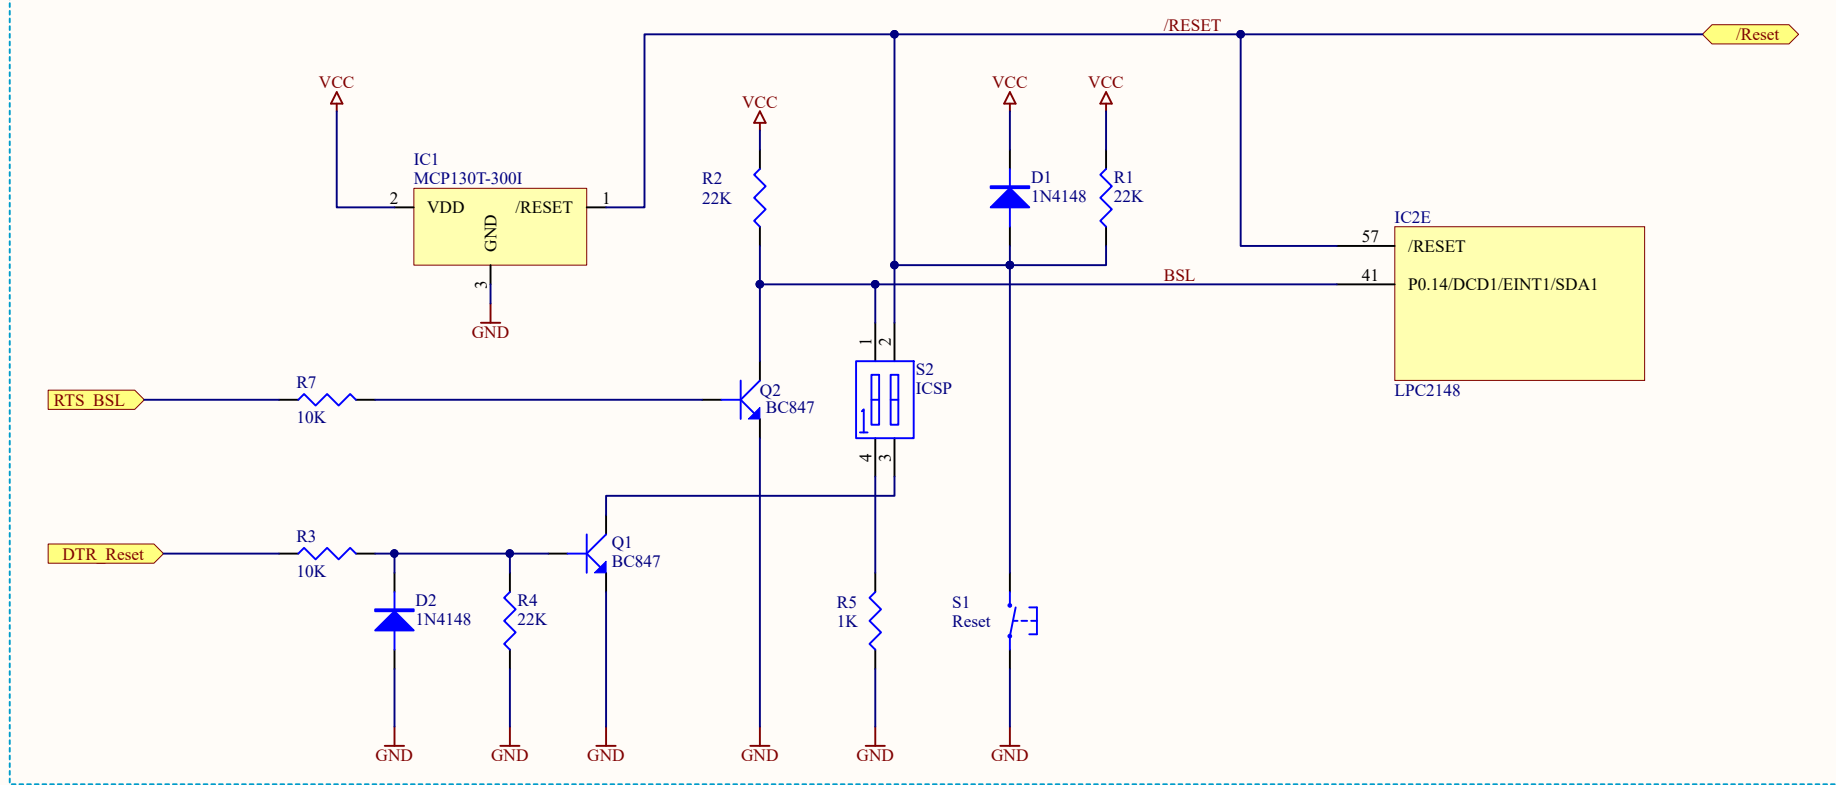 /RESET
/Reset
VCC
VCC
VCC
VCC
IC1
MCP130T-300I
2
VDD
/RESET
1
GND
3
GND
R2
22K
D1
1N4148
R1
22K
IC2E
57
/RESET
BSL
41
P0.14/DCD1/EINT1/SDA1
LPC2148
1
2
S2
ICSP
1
4
3
RTS_BSL
R7
10K
Q2
BC847
DTR_Reset
R3
10K
Q1
BC847
D2
1N4148
R4
22K
R5
1K
S1
Reset
GND
GND
GND
GND
GND
GND